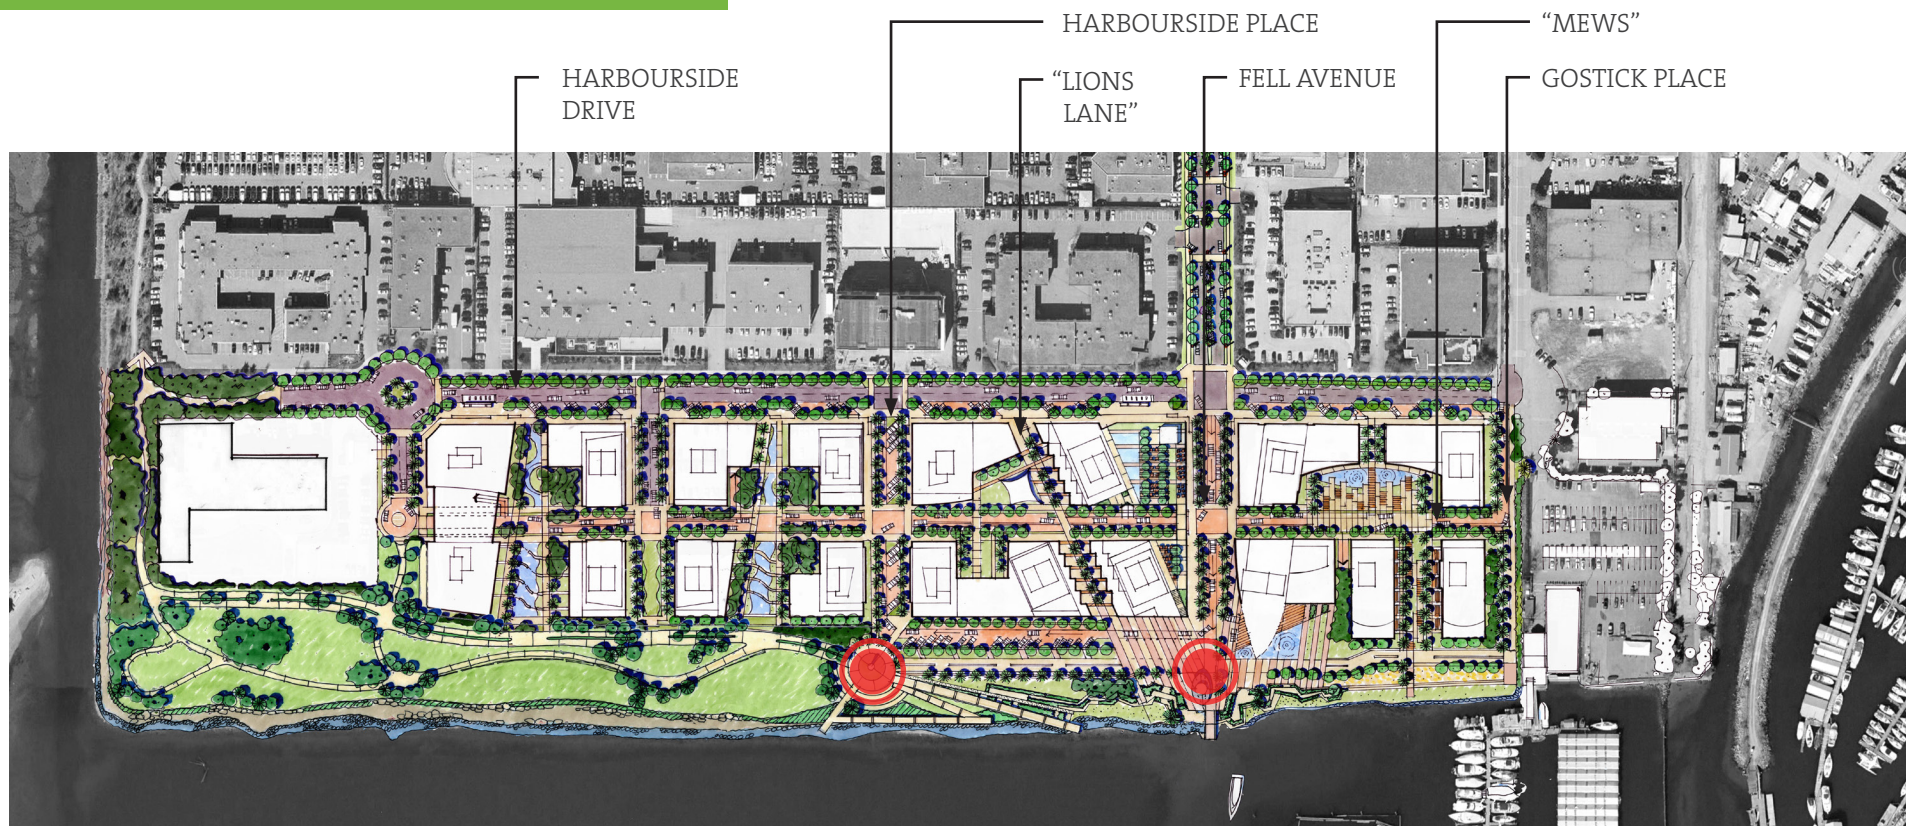 HARBOURSIDE PLACE
“MEWS”
HARBOURSIDE
DRIVE
“LIONS
LANE”
FELL AVENUE
GOSTICK PLACE